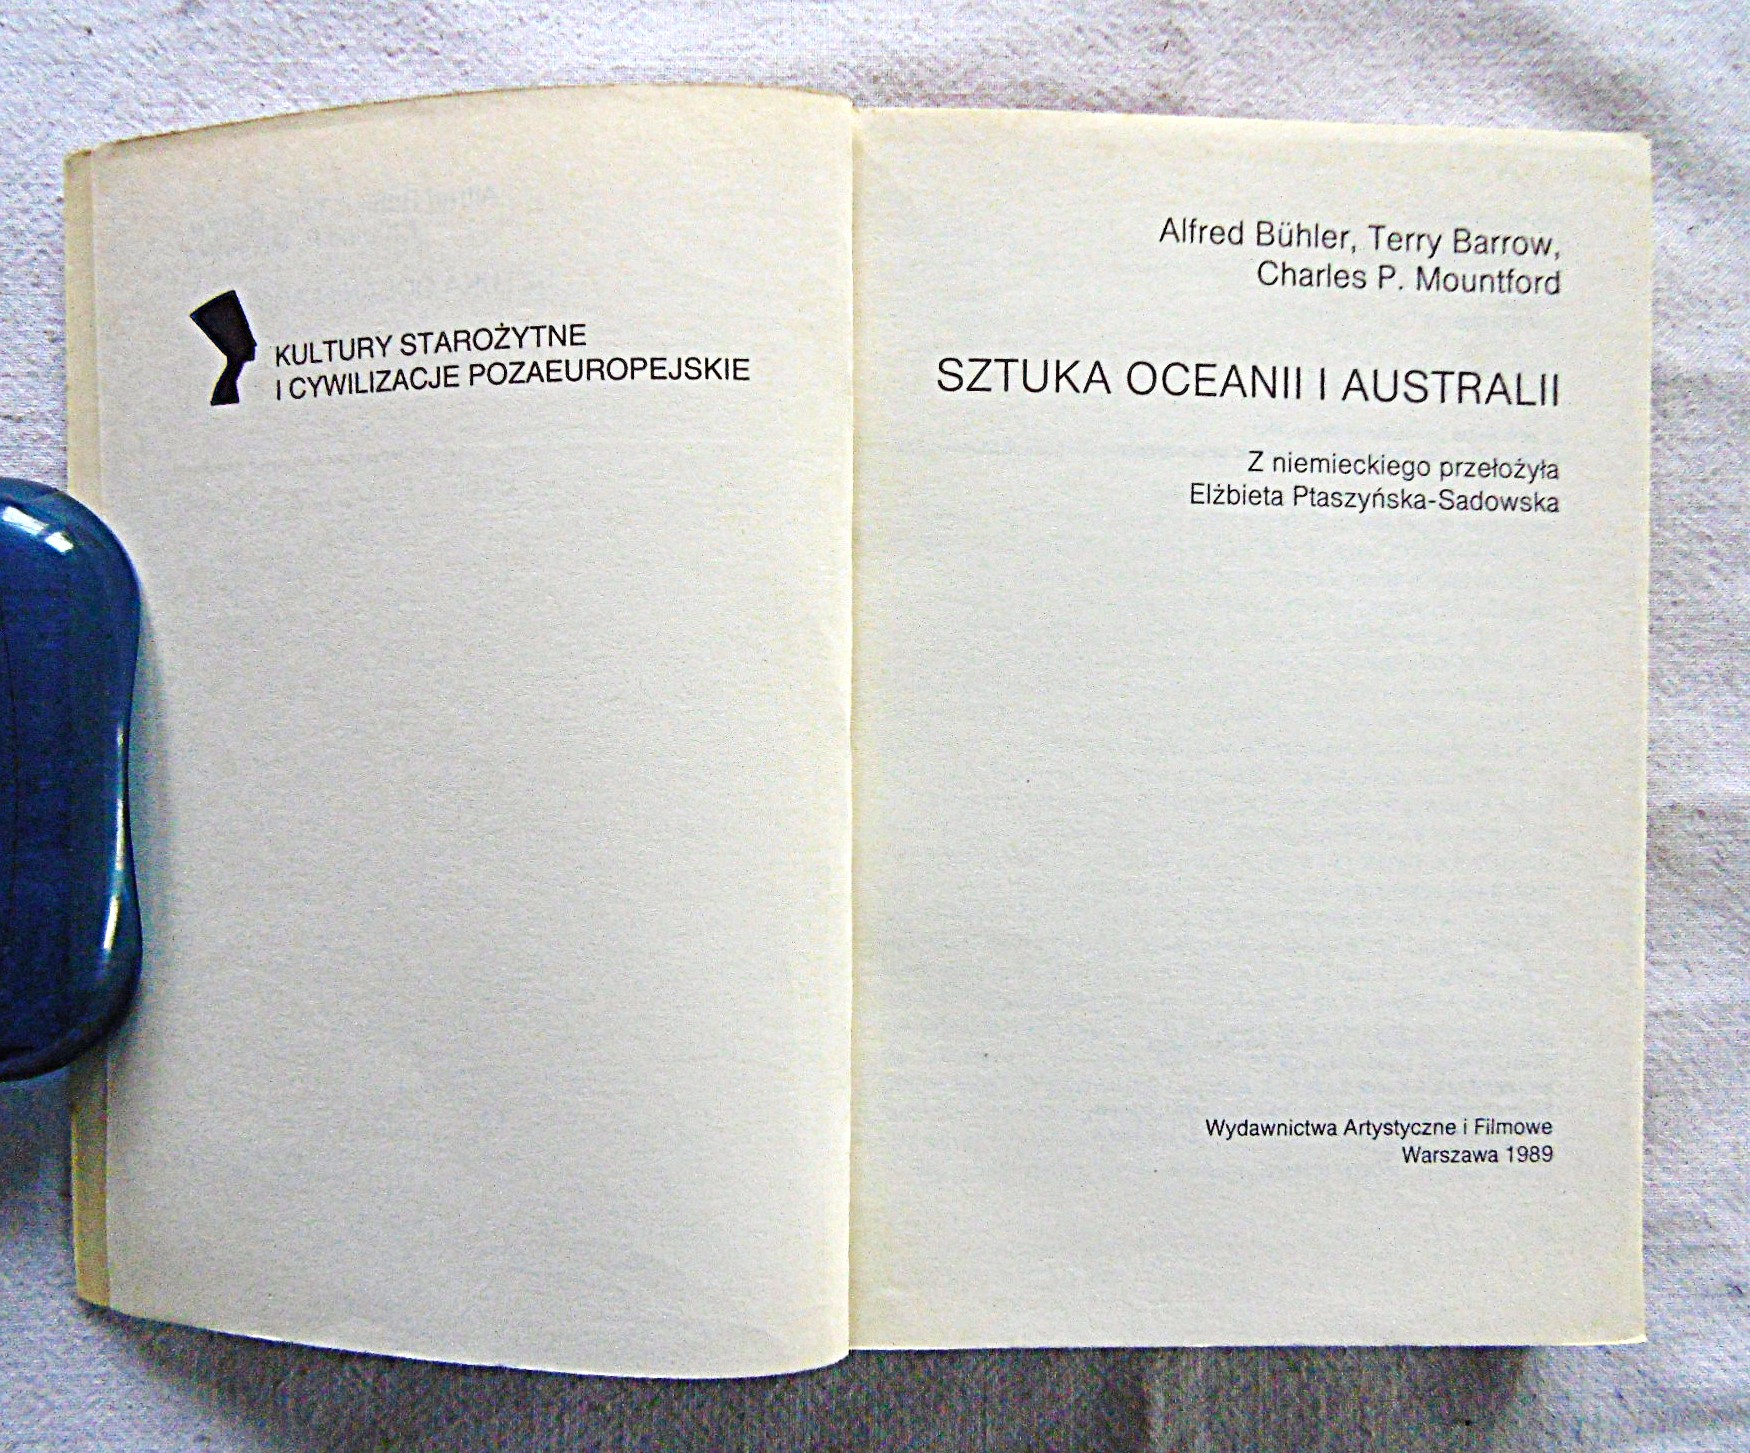 KULTURY STAROŻYTNE
I CYWILIZACJE POZAEUROPEJSKIE
Alfred Bühler, Terry Barrow,
Charles P. Mountford
SZTUKA OCEANII I AUSTRALII
Z niemieckiego przełożyła
Elżbieta Ptaszyńska-Sadowska
Wydawnictwa Artystyczne i Filmowe
Warszawa 1989